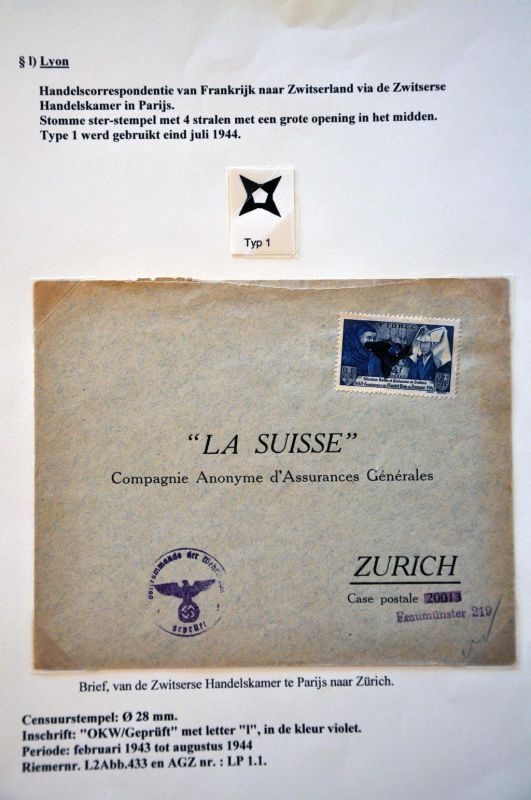 § l) Lyon
Handelscorrespondentie van Frankrijk naar Zwitserland via de Zwitserse
Handelskamer in Parijs.
Stomme ster-stempel met 4 stralen met een grote opening in het midden.
Type 1 werd gebruikt eind juli 1944.
Typ 1
France
"LA SUISSE"
Compagnie Anonyme d'Assurances Générales
ZURICH
Case postale 20013
Fraumünster 219
der Wehr
geprüft
Brief, van de Zwitserse Handelskamer te Parijs naar Zürich.
Censuurstempel: Ø 28 mm.
Inschrift: "OKW/Geprüft" met letter "l", in de kleur violet.
Periode: februari 1943 tot augustus 1944
Riemernr. L2Abb.433 en AGZ nr. : LP 1.1.